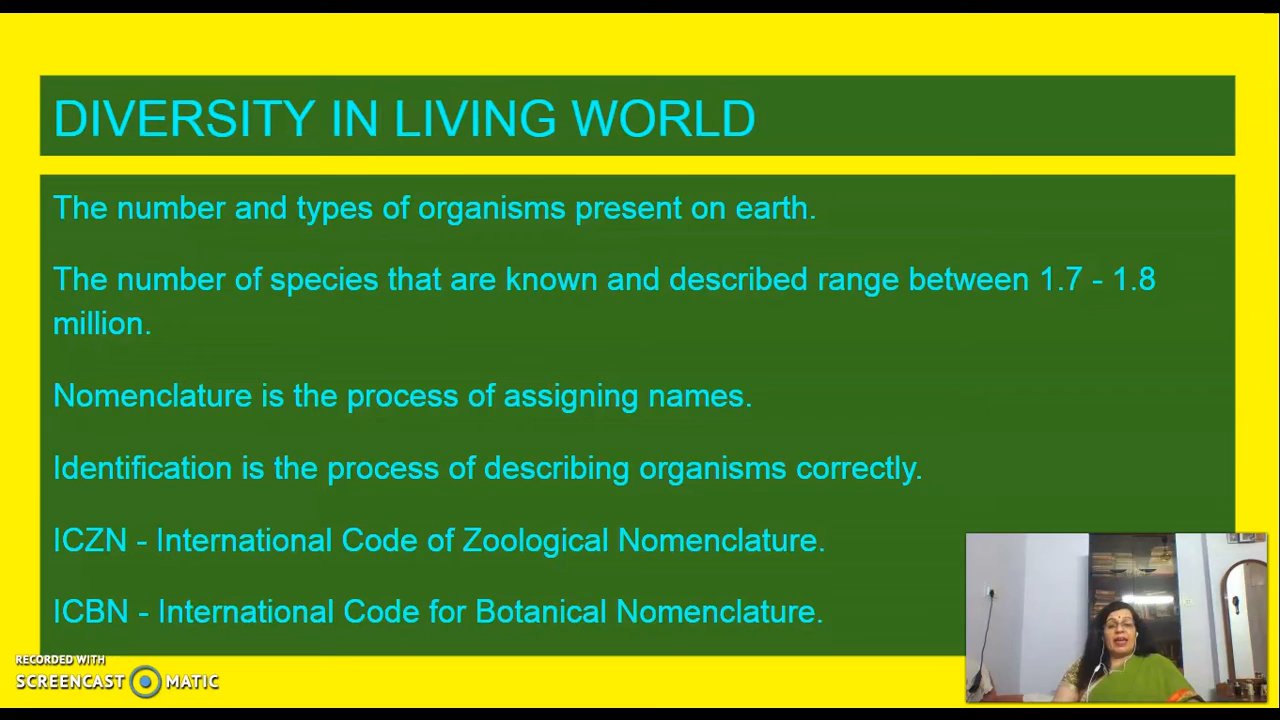 DIVERSITY IN LIVING WORLD
The number and types of organisms present on earth.
The number of species that are known and described range between 1.7 - 1.8
million.
Nomenclature is the process of assigning names.
Identification is the process of describing organisms correctly.
ICZN - International Code of Zoological Nomenclature.
ICBN - International Code for Botanical Nomenclature.
RECORDED WITH
SCREENCAST MATIC